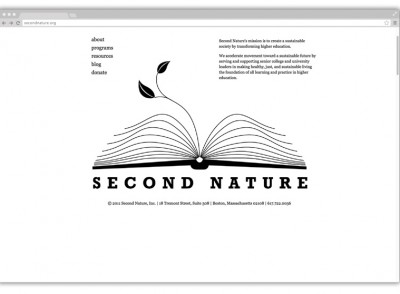 secondnature.org
about
programs
resources
blog
donate
Second Nature's mission is to create a sustainable
society by transforming higher education.
We accelerate movement toward a sustainable future by
serving and supporting senior college and university
leaders in making healthy, just, and sustainable living
the foundation of all learning and practice in higher
education.
SECOND NATURE
© 2012 Second Nature, Inc. | 18 Tremont Street, Suite 308 | Boston, Massachusetts 02108 | 617.722.0036